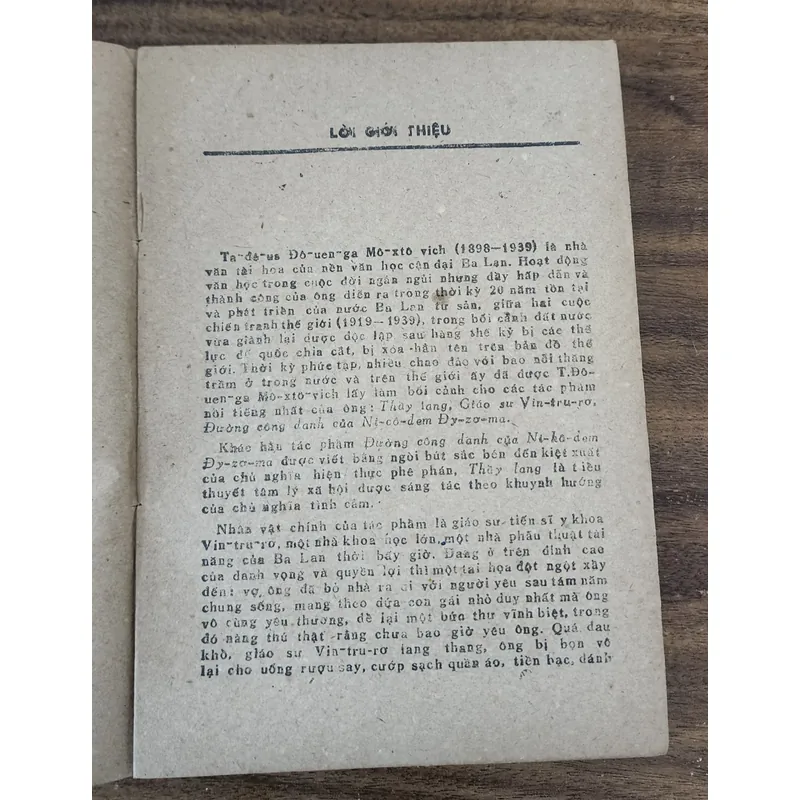 LỜI GIỚI THIỆU
Ta-đê-us Đô-uen-ga Mô-xtô vich (1898—1939) là nhà
văn tài hoa của nền văn học cận đại Ba Lan. Hoạt động
văn học trong cuộc đời ngắn ngủi nhưng đầy hấp dẫn và
thành công của ông diễn ra trong thời kỳ 20 năm tồn tại
và phát triển của nước Ba Lan tư sản, giữa hai cuộc
chiến tranh thế giới (1919—1939), trong bối cảnh đất nước
vừa giành lại được độc lập sau hàng thế kỷ bị các thế
lực đế quốc chia cắt, bị xóa hẳn tên trên bản đồ thế
giới. Thời kỳ phức tạp, nhiều chao đảo với bao nỗi thăng
trầm ở trong nước và trên thế giới ấy đã được T.Đô-
uen-ga Mô-xtô-vich lấy làm bối cảnh cho các tác phẩm
nổi tiếng nhất của ông: Thầy lang, Giáo sư Vin-tru-rơ,
Đường công danh của Ni-cô-đem Đy-zơ-ma.
Khác hẳn tác phẩm Đường công danh của Ni-kô-đem
Đy-zơ-ma được viết bằng ngòi bút sắc bén đến kiệt xuất
của chủ nghĩa hiện thực phê phán, Thầy lang là tiểu
thuyết tâm lý xã hội được sáng tác theo khuynh hướng
của chủ nghĩa tình cảm.
Nhân vật chính của tác phẩm là giáo sư tiến sĩ y khoa
Vin-tru-rơ, một nhà khoa học lớn, một nhà phẫu thuật tài
năng của Ba Lan thời bấy giờ. Đang ở trên đỉnh cao
của danh vọng và quyền lợi thì một tai họa đột ngột xảy
đến: vợ ông đã bỏ nhà ra đi với người yêu sau tám năm
chung sống, mang theo đứa con gái nhỏ duy nhất mà ông
vô cùng yêu thương, để lại một bức thư vĩnh biệt, trong
đó nàng thú thật rằng chưa bao giờ yêu ông. Quá đau
khổ, giáo sư Vin-tru-rơ lang thang, ông bị bọn vô
lại cho uống rượu say, cướp sạch quần áo, tiền bạc, đánh